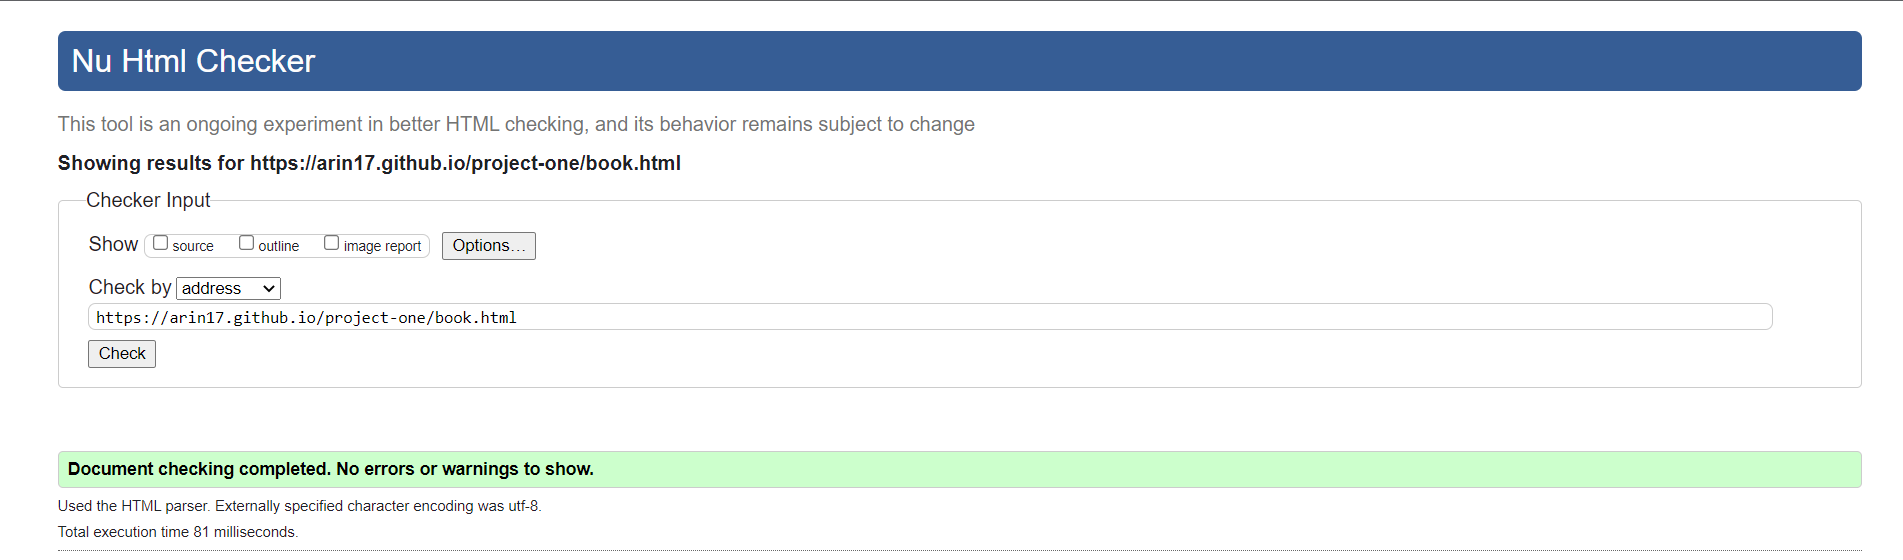 Nu Html Checker
This tool is an ongoing experiment in better HTML checking, and its behavior remains subject to change
Showing results for https://arin17.github.io/project-one/book.html
Checker Input
Show source outline image report Options...
Check by address
https://arin17.github.io/project-one/book.html
Check
Document checking completed. No errors or warnings to show.
Used the HTML parser. Externally specified character encoding was utf-8.
Total execution time 81 milliseconds.